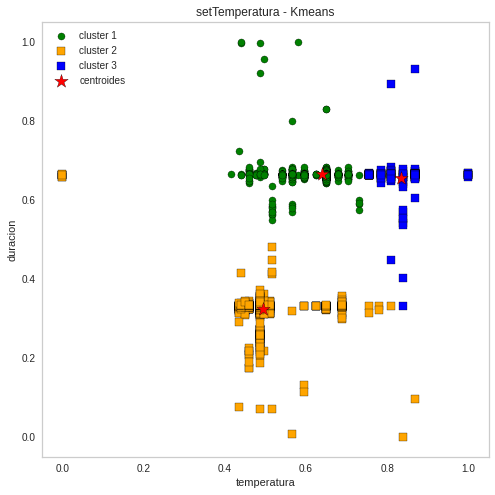 setTemperatura - Kmeans
cluster 1
cluster 2
cluster 3
centroides
duracion
1.0
0.8
0.6
0.4
0.2
0.0
0.0
0.2
0.4
0.6
0.8
1.0
temperatura